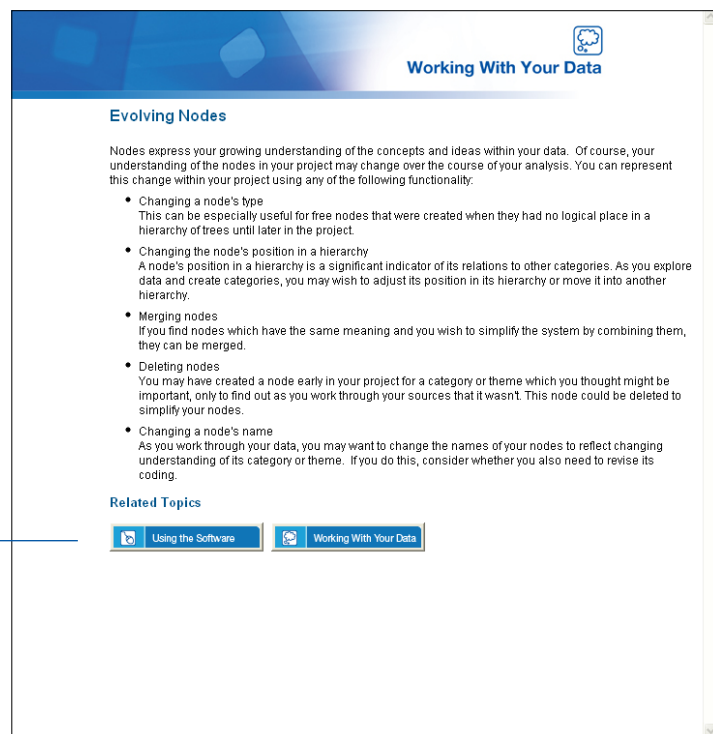 Working With Your Data
Evolving Nodes
Nodes express your growing understanding of the concepts and ideas within your data. Of course, your
understanding of the nodes in your project may change over the course of your analysis. You can represent
this change within your project using any of the following functionality:
• Changing a node's type
This can be especially useful for free nodes that were created when they had no logical place in a
hierarchy of trees until later in the project.
• Changing the node's position in a hierarchy
A node's position in a hierarchy is a significant indicator of its relations to other categories. As you explore
data and create categories, you may wish to adjust its position in its hierarchy or move it into another
hierarchy.
• Merging nodes
If you find nodes which have the same meaning and you wish to simplify the system by combining them,
they can be merged.
• Deleting nodes
You may have created a node early in your project for a category or theme which you thought might be
important, only to find out as you work through your sources that it wasn't. This node could be deleted to
simplify your nodes.
• Changing a node's name
As you work through your data, you may want to change the names of your nodes to reflect changing
understanding of its category or theme. If you do this, consider whether you also need to revise its
coding.
Related Topics
Using the Software
Working With Your Data